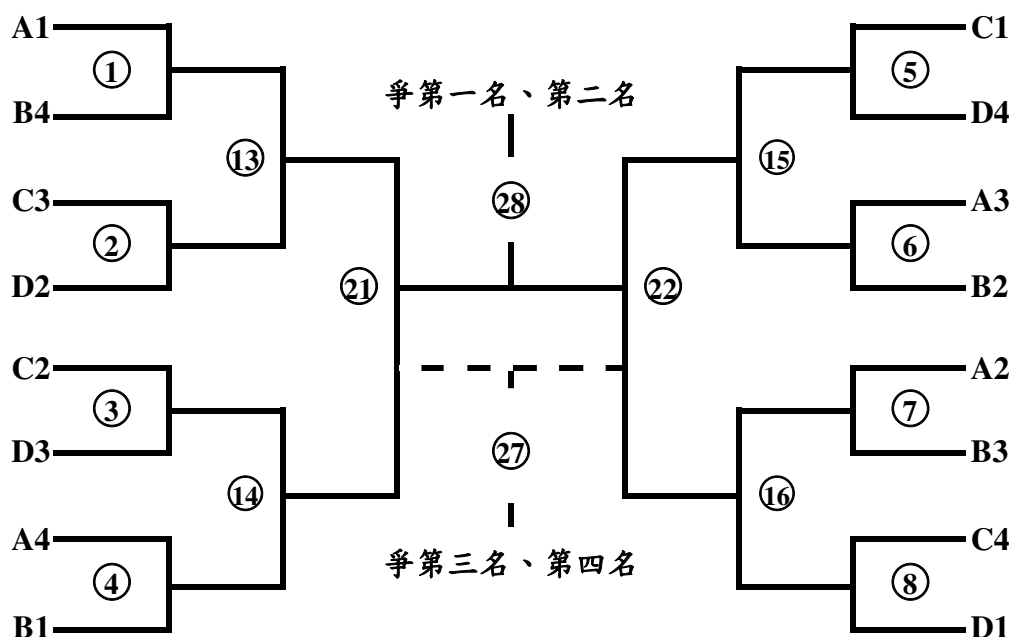 A1
①
B4
⑬
C3
②
D2
㉑
C2
③
D3
⑭
A4
④
B1
爭第一名、第二名
㉘
㉗
爭第三名、第四名
C1
⑤
D4
⑮
A3
⑥
B2
㉒
A2
⑦
B3
⑯
C4
⑧
D1